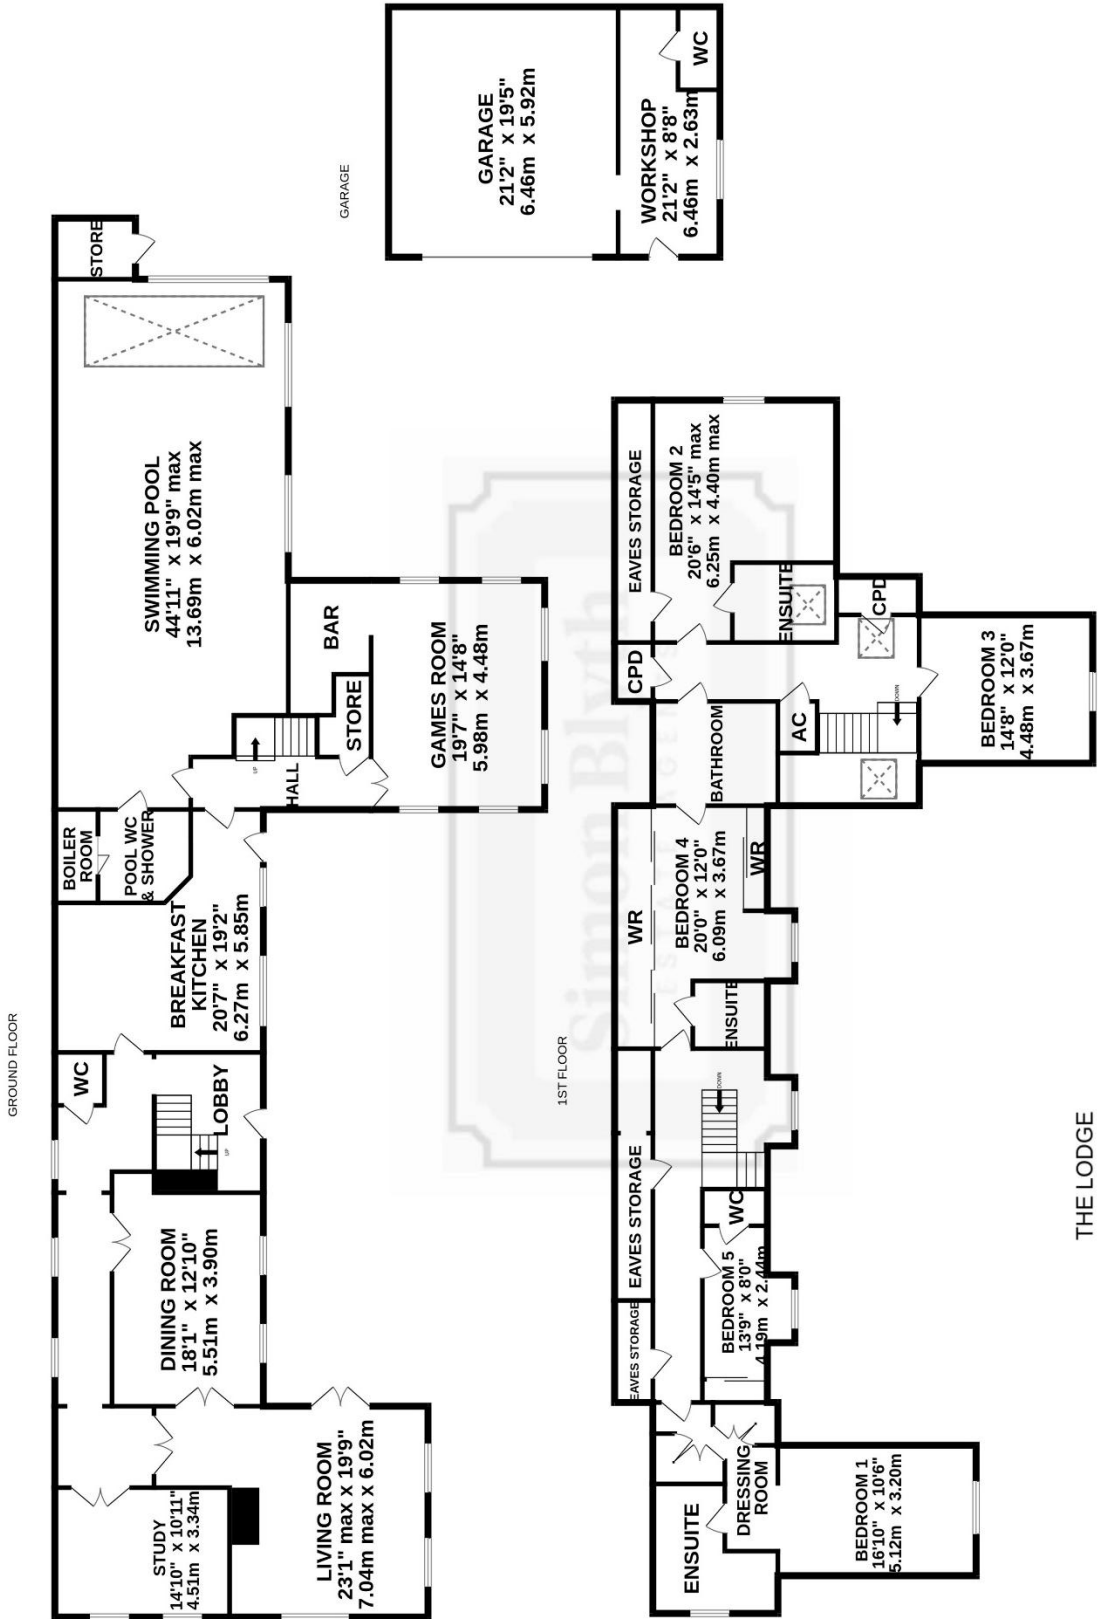 THE LODGE
GROUND FLOOR
STUDY
14'10" x 10'11"
4.51m x 3.34m
LIVING ROOM
23'1" max x 19'9"
7.04m max x 6.02m
DINING ROOM
18'1" x 12'10"
5.51m x 3.90m
WC
LOBBY
UP
BREAKFAST
KITCHEN
20'7" x 19'2"
6.27m x 5.85m
BOILER
ROOM
POOL WC
& SHOWER
HALL
UP
STORE
BAR
GAMES ROOM
19'7" x 14'8"
5.98m x 4.48m
SWIMMING POOL
44'11" x 19'9" max
13.69m x 6.02m max
STORE
GARAGE
GARAGE
21'2" x 19'5"
6.46m x 5.92m
WORKSHOP
21'2" x 8'8"
6.46m x 2.63m
WC
1ST FLOOR
ENSUITE
DRESSING
ROOM
BEDROOM 1
16'10" x 10'6"
5.12m x 3.20m
EAVES STORAGE
BEDROOM 5
13'9" x 8'0"
4.19m x 2.44m
WC
EAVES STORAGE
DOWN
ENSUITE
WR
BEDROOM 4
20'0" x 12'0"
6.09m x 3.67m
WR
BATHROOM
CPD
AC
DOWN
EAVES STORAGE
BEDROOM 2
20'6" x 14'5" max
6.25m x 4.40m max
ENSUITE
CPD
BEDROOM 3
14'8" x 12'0"
4.48m x 3.67m
Simon Blyth
ESTATE AGENTS